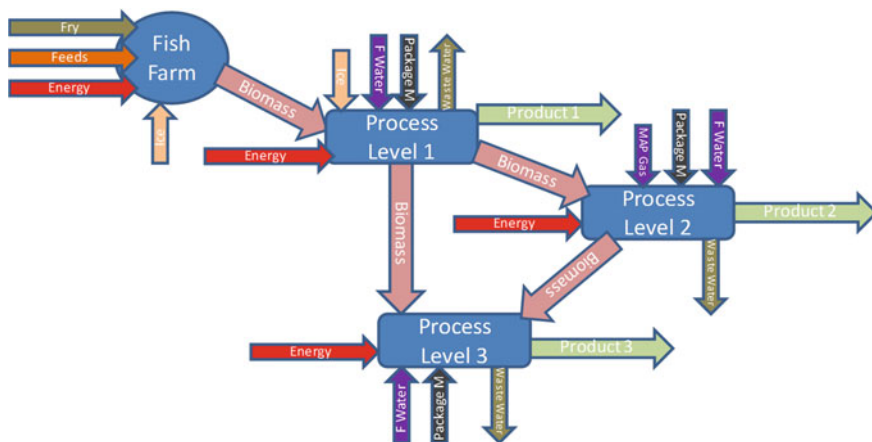 Fry
Feeds
Energy
Fish
Farm
Ice
Biomass
Ice
F Water
Package M
Waste Water
Energy
Process
Level 1
Product 1
Biomass
Biomass
MAP Gas
Package M
F Water
Energy
Process
Level 2
Product 2
Waste Water
Biomass
Energy
Process
Level 3
Product 3
F Water
Package M
Waste Water